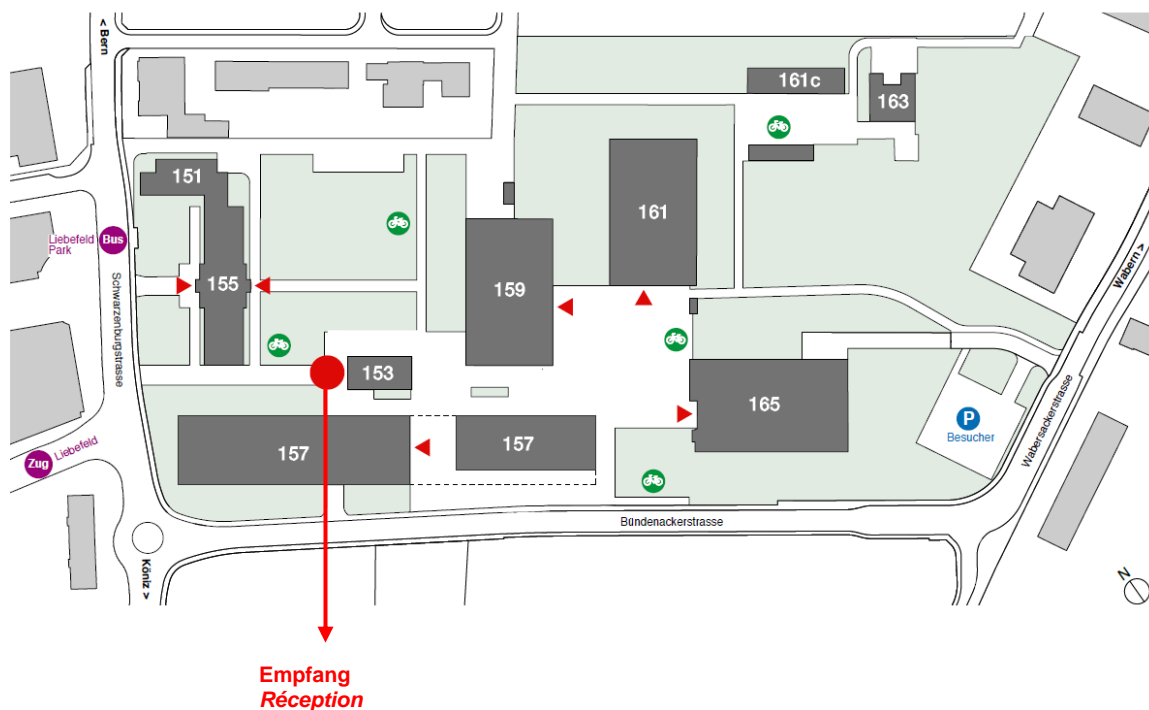 < Bern
161c
163
151
161
Liebefeld
Park
Bus
Wabern >
155
159
Schwarzenburgstrasse
153
165
P
Besucher
Wabersackerstrasse
157
157
Zug
Liebefeld
Bündenackerstrasse
Köniz >
N
Empfang
Réception